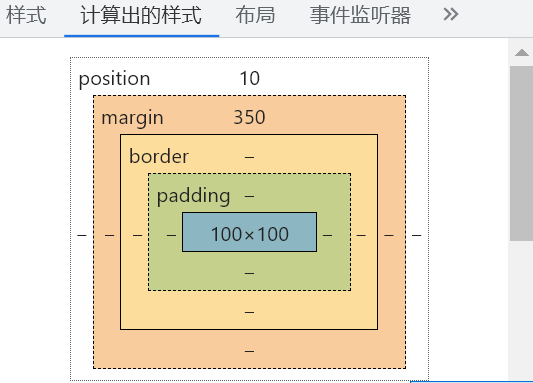 样式 计算出的样式 布局 事件监听器
position 10
margin 350
border –
padding –
– – – – 100×100 – – – –
–
–
–